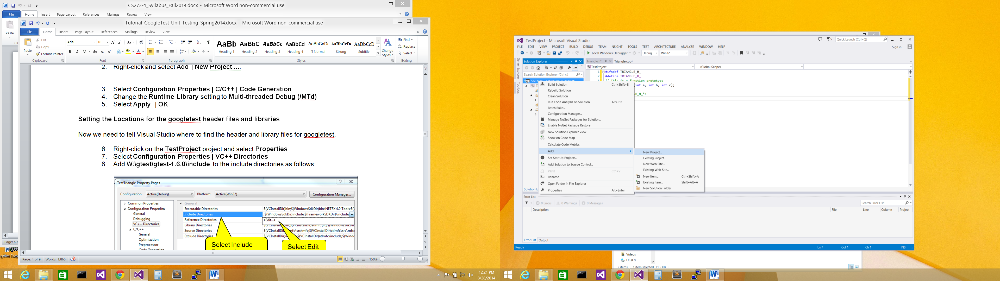 CS273-1_Syllabus_Fall2014.docx - Microsoft Word non-commercial use
File Home Insert Page Layout References Mailings Review View
Paste
Tutorial_GoogleTest_Unit_Testing_Spring2014.docx - Microsoft Word non-commercial use
File Home Insert Page Layout References Mailings Review View
Paste
Cut
Copy
Format Painter
Arial 10
AaBb AaBbC AaBbCc AaBbCcI AaBbCcDc AaBbCcDc AaBbCcD
Heading 1 Heading 2 Heading 3 Heading 4 ¶ Normal Strong Subtitle
Change Styles
Find
Replace
Select
Clipboard Font Paragraph Styles Editing
2. Right-click and select Add | New Project ....
3. Select Configuration Properties | C/C++ | Code Generation
4. Change the Runtime Library setting to Multi-threaded Debug (/MTd)
5. Select Apply | OK
Setting the Locations for the googletest header files and libraries
Now we need to tell Visual Studio where to find the header and library files for googletest.
6. Right-click on the TestProject project and select Properties.
7. Select Configuration Properties | VC++ Directories
8. Add W:\gtest\gtest-1.6.0\include to the include directories as follows:
TestTriangle Property Pages
Configuration: Active(Debug) Platform: Active(Win32) Configuration Manager...
Common Properties
Configuration Properties
General
Debugging
VC++ Directories
C/C++
General
Optimization
Preprocessor
Code Generation
General
Executable Directories $(VCInstallDir)bin;$(WindowsSdkDir)bin\NETFX 4.0 Tools;$(W
Include Directories ;$(WindowsSdkDir)include;$(FrameworkSDKDir)\include;
Reference Directories <Edit...>
Library Directories
Source Directories
Exclude Directories
Select Include
Select Edit
Page: 6 o
Page: 4 of 9 Words: 1,865 150%
gVim Easy
12:21 PM
8/26/2014
TestProject - Microsoft Visual Studio
5 Quick Launch (Ctrl+Q)
FILE EDIT VIEW PROJECT BUILD DEBUG TEAM NSIGHT TOOLS TEST ARCHITECTURE ANALYZE WINDOW HELP
Sign in
Local Windows Debugger Debug Win32
Server Explorer
Toolbox
Solution Explorer
Search Solution Explorer (Ctrl+;)
Triangle.h* Triangle.cpp*
TestProject (Global Scope)
1 #ifndef TRIANGLE_H_
2 #define TRIANGLE_H_
// This is a function prototype
(int a, int b, int c);
LE_H_*/
Build Solution Ctrl+Shift+B
Rebuild Solution
Clean Solution
Run Code Analysis on Solution Alt+F11
Batch Build...
Configuration Manager...
Manage NuGet Packages for Solution...
Enable NuGet Package Restore
New Solution Explorer View
Show on Code Map
Calculate Code Metrics
Add
Set StartUp Projects...
Add Solution to Source Control...
Paste Ctrl+V
Rename
Open Folder in File Explorer
Properties Alt+Enter
New Project...
Existing Project...
New Web Site...
Existing Web Site...
New Item... Ctrl+Shift+A
Existing Item... Shift+Alt+A
New Solution Folder
Solution E
Error List
0 Errors 0 Warnings 0 Messages Search Error List
Description File Line Column Project
Error List Output
Ready Ln 7 Col 1 Ch 1 INS
Videos
OS (C:)
2 items 1 item selected 71.5 KB